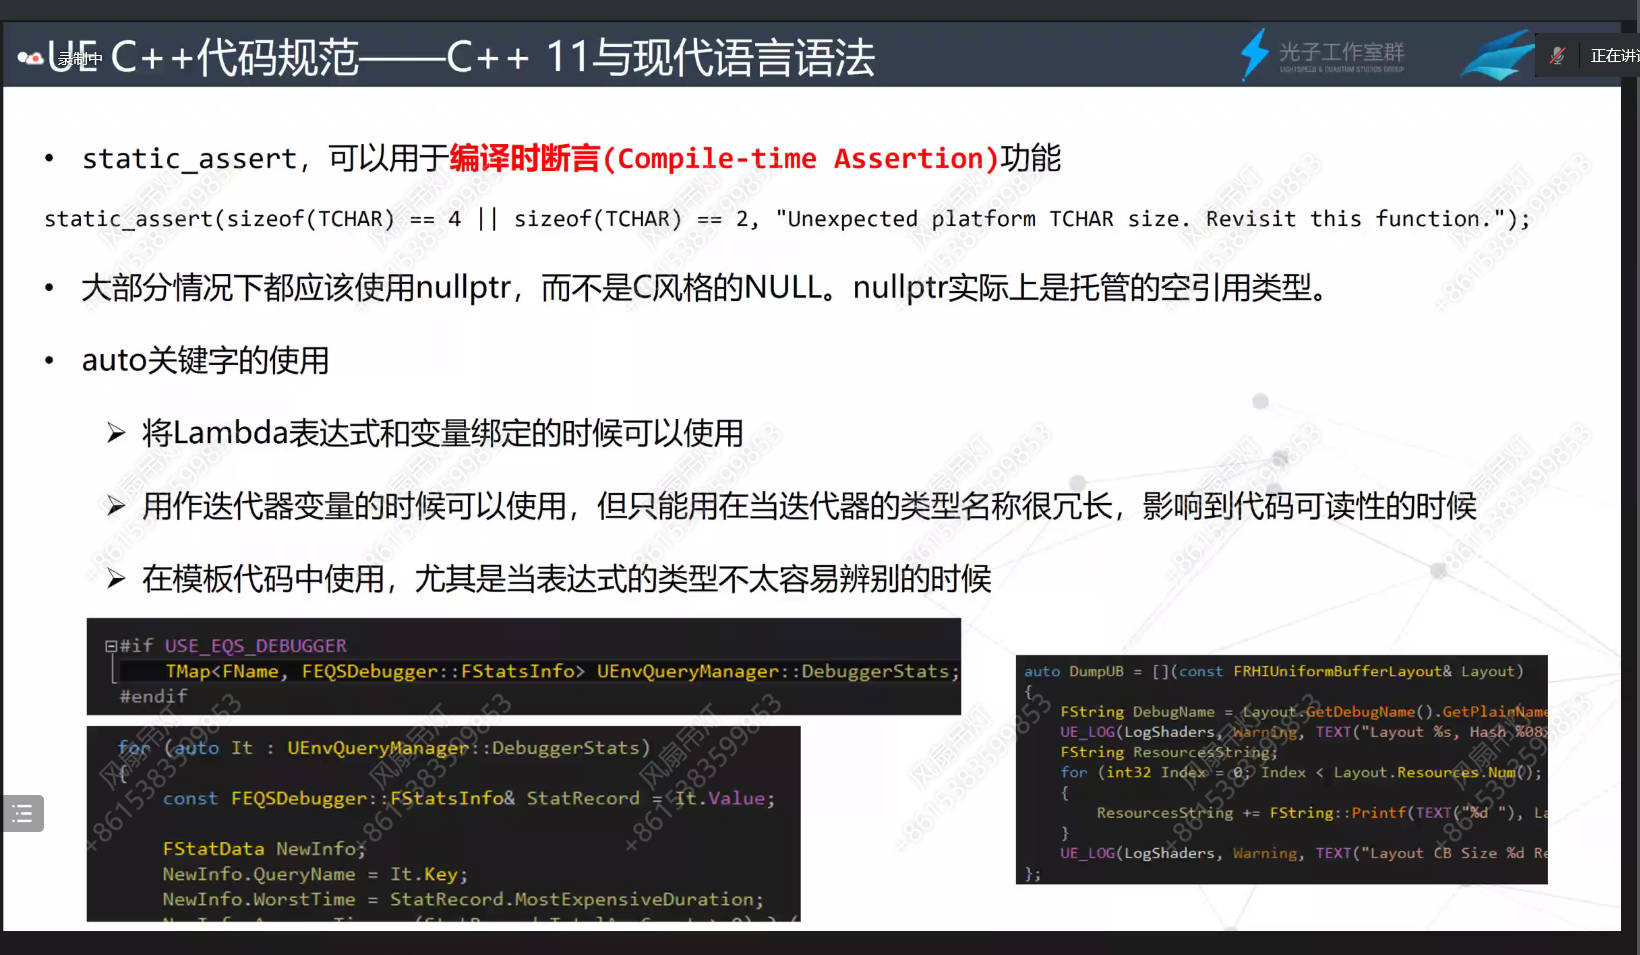 UE C++代码规范——C++ 11与现代语言语法
录制中
光子工作室群
LIGHTSPEED & QUANTUM STUDIOS GROUP
正在讲
• static_assert，可以用于编译时断言(Compile-time Assertion)功能
static_assert(sizeof(TCHAR) == 4 || sizeof(TCHAR) == 2, "Unexpected platform TCHAR size. Revisit this function.");
• 大部分情况下都应该使用nullptr，而不是C风格的NULL。nullptr实际上是托管的空引用类型。
• auto关键字的使用
➢ 将Lambda表达式和变量绑定的时候可以使用
➢ 用作迭代器变量的时候可以使用，但只能用在当迭代器的类型名称很冗长，影响到代码可读性的时候
➢ 在模板代码中使用，尤其是当表达式的类型不太容易辨别的时候
#if USE_EQS_DEBUGGER
TMap<FName, FEQSDebugger::FStatsInfo> UEnvQueryManager::DebuggerStats;
#endif
for (auto It : UEnvQueryManager::DebuggerStats)
{
const FEQSDebugger::FStatsInfo& StatRecord = It.Value;
FStatData NewInfo;
NewInfo.QueryName = It.Key;
NewInfo.WorstTime = StatRecord.MostExpensiveDuration;
auto DumpUB = [](const FRHIUniformBufferLayout& Layout)
{
FString DebugName = Layout.GetDebugName().GetPlainName
UE_LOG(LogShaders, Warning, TEXT("Layout %s, Hash %08
FString ResourcesString;
for (int32 Index = 0; Index < Layout.Resources.Num();
{
ResourcesString += FString::Printf(TEXT("%d "), La
}
UE_LOG(LogShaders, Warning, TEXT("Layout CB Size %d Re
};
风扇吊灯
+8615383599853